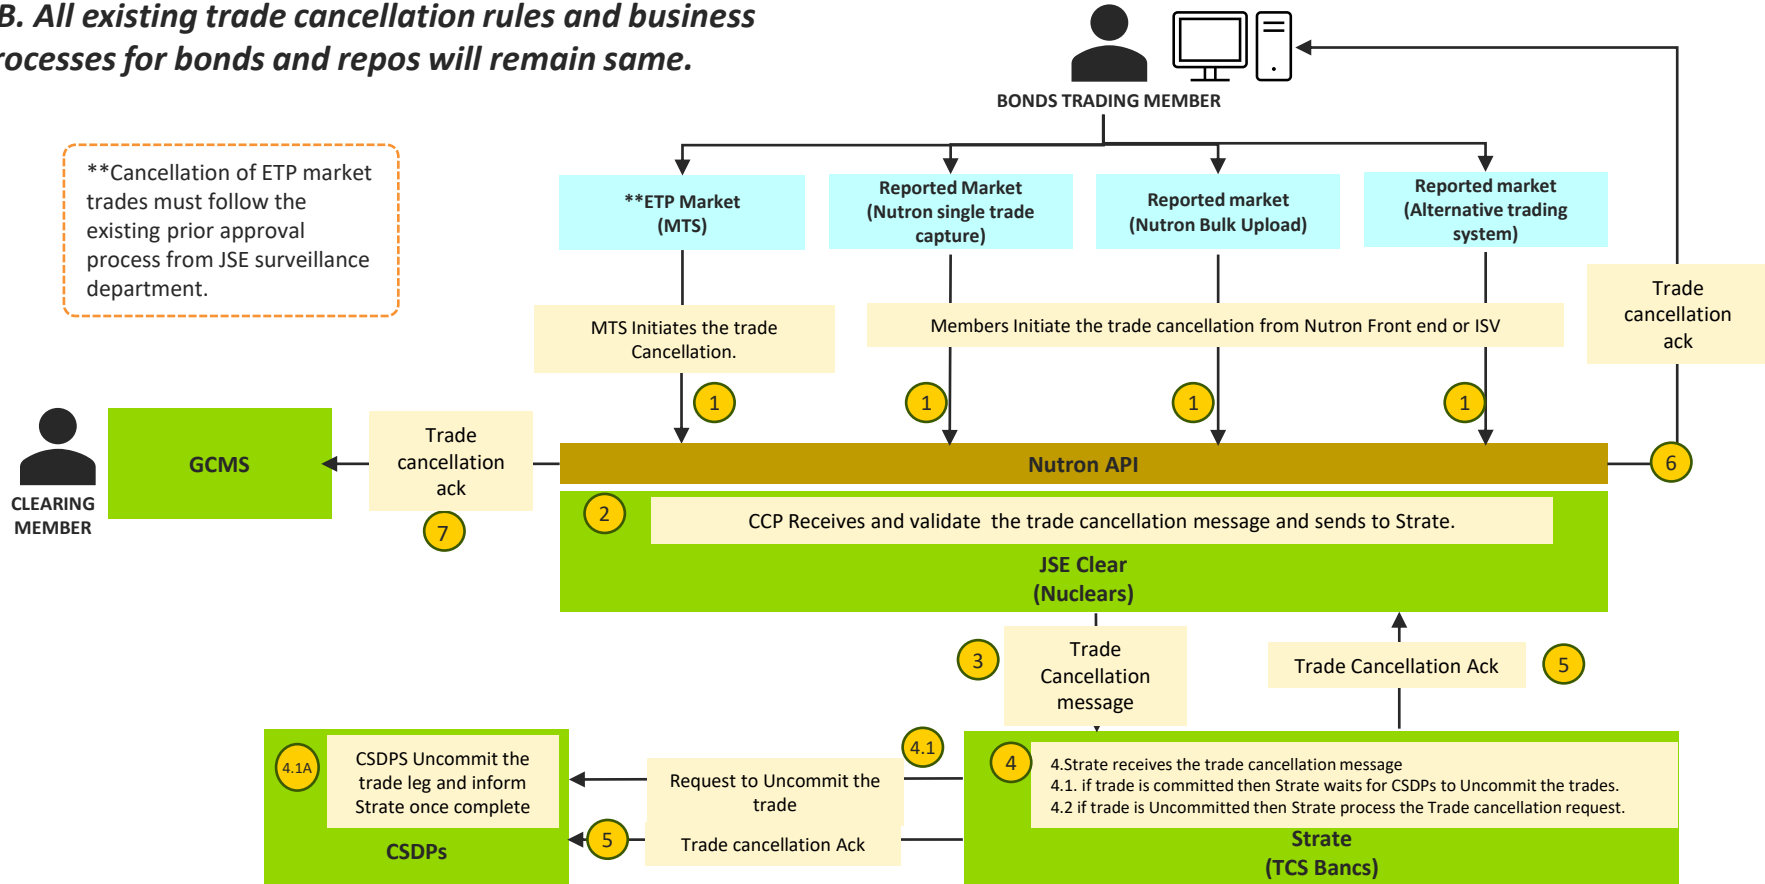 B. All existing trade cancellation rules and business
rocesses for bonds and repos will remain same.
BONDS TRADING MEMBER
**Cancellation of ETP market
trades must follow the
existing prior approval
process from JSE surveillance
department.
**ETP Market
(MTS)
Reported Market
(Nutron single trade
capture)
Reported market
(Nutron Bulk Upload)
Reported market
(Alternative trading
system)
Trade
cancellation
ack
MTS Initiates the trade
Cancellation.
Members Initiate the trade cancellation from Nutron Front end or ISV
1
1
1
1
CLEARING
MEMBER
GCMS
Trade
cancellation
ack
7
Nutron API
6
2
CCP Receives and validate the trade cancellation message and sends to Strate.
JSE Clear
(Nuclears)
3
Trade
Cancellation
message
Trade Cancellation Ack
5
4.1A
CSDPS Uncommit the
trade leg and inform
Strate once complete
CSDPs
4.1
Request to Uncommit the
trade
5
Trade cancellation Ack
4
4.Strate receives the trade cancellation message
4.1. if trade is committed then Strate waits for CSDPs to Uncommit the trades.
4.2 if trade is Uncommitted then Strate process the Trade cancellation request.
Strate
(TCS Bancs)